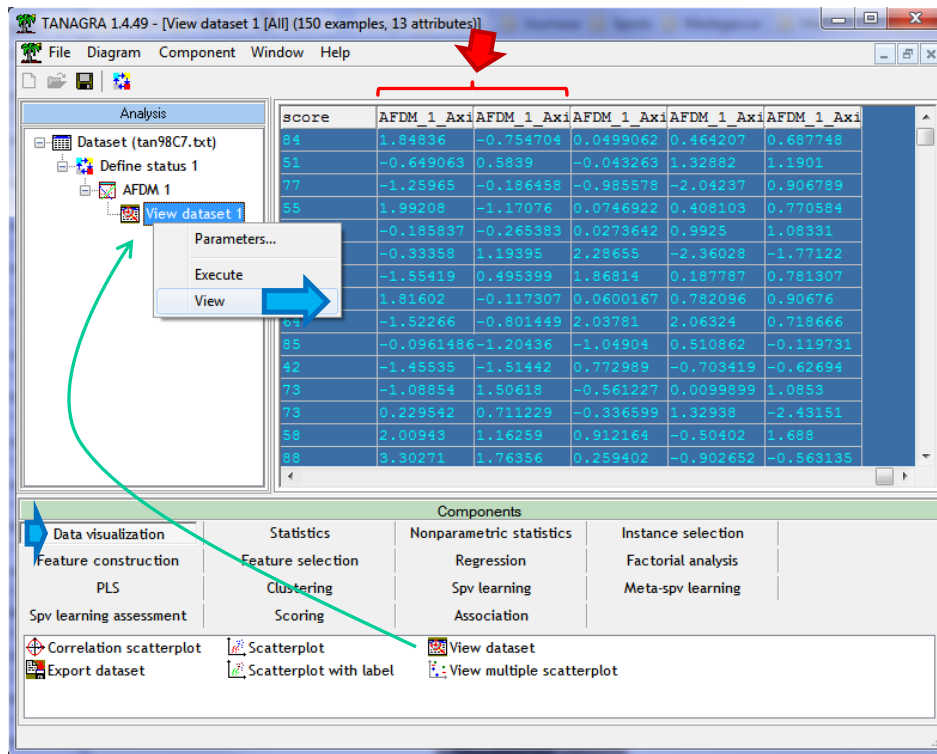 TANAGRA 1.4.49 - [View dataset 1 [All] (150 examples, 13 attributes)]
File Diagram Component Window Help
Analysis
Dataset (tan98C7.txt)
Define status 1
AFDM 1
View dataset 1
Parameters...
Execute
View
score AFDM_1_Axi AFDM_1_Axi AFDM_1_Axi AFDM_1_Axi AFDM_1_Axi
84 1.84836 -0.754704 0.0499062 0.464207 0.687748
51 -0.649063 0.5839 -0.043263 1.32882 1.1901
77 -1.25965 -0.186458 -0.985578 -2.04237 0.906789
55 1.99208 -1.17076 0.0746922 0.408103 0.770584
-0.185837 -0.265383 0.0273642 0.9925 1.08331
-0.33358 1.19395 2.28655 -2.36028 -1.77122
-1.55419 0.495399 1.86814 0.187787 0.781307
1.81602 -0.117307 0.0600167 0.782096 0.90676
64 -1.52266 -0.801449 2.03781 2.06324 0.718666
85 -0.0961486 -1.20436 -1.04904 0.510862 -0.119731
42 -1.45535 -1.51442 0.772989 -0.703419 -0.62694
73 -1.08854 1.50618 -0.561227 0.0099899 1.0853
73 0.229542 0.711229 -0.336599 1.32938 -2.43151
58 2.00943 1.16259 0.912164 -0.50402 1.688
88 3.30271 1.76356 0.259402 -0.902652 -0.563135
Components
Data visualization Statistics Nonparametric statistics Instance selection
Feature construction Feature selection Regression Factorial analysis
PLS Clustering Spv learning Meta-spv learning
Spv learning assessment Scoring Association
Correlation scatterplot Scatterplot View dataset
Export dataset Scatterplot with label View multiple scatterplot